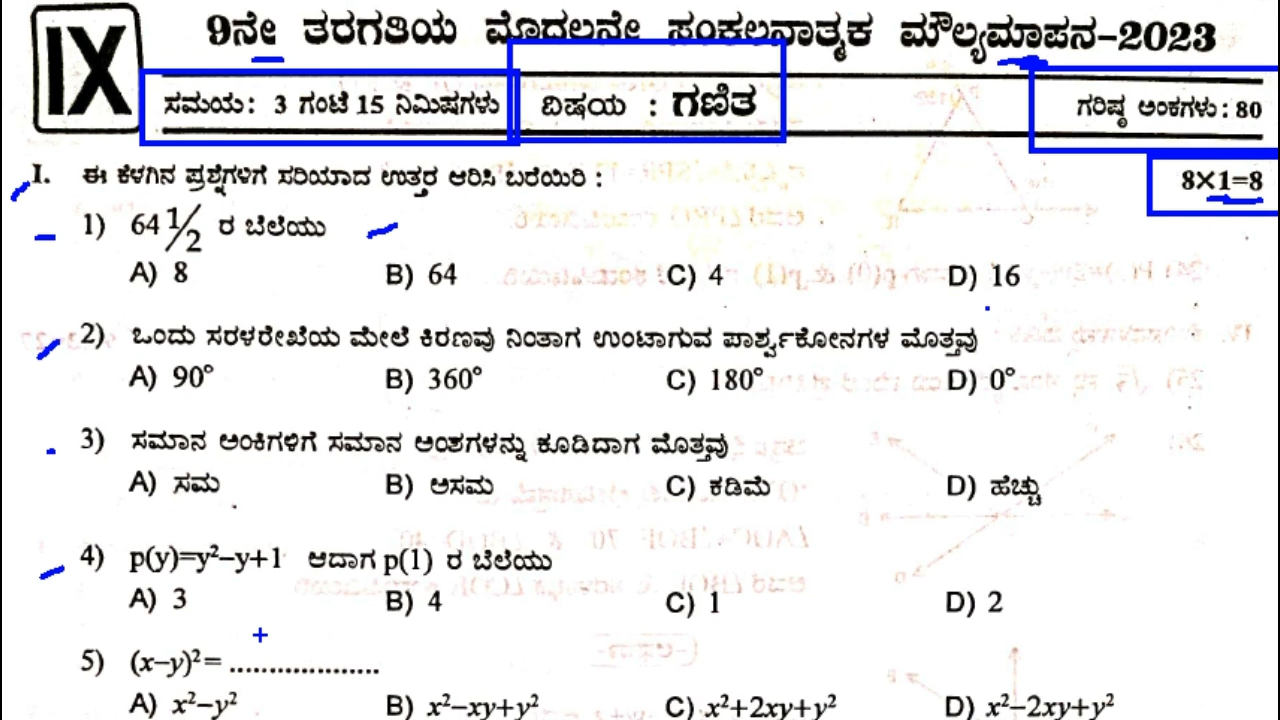 IX
9ನೇ ತರಗತಿಯ ಮೊದಲನೇ ಸಂಕಲನಾತ್ಮಕ ಮೌಲ್ಯಮಾಪನ-2023
ಸಮಯ: 3 ಗಂಟೆ 15 ನಿಮಿಷಗಳು ವಿಷಯ : ಗಣಿತ ಗರಿಷ್ಠ ಅಂಕಗಳು : 80
I. ಈ ಕೆಳಗಿನ ಪ್ರಶ್ನೆಗಳಿಗೆ ಸರಿಯಾದ ಉತ್ತರ ಆರಿಸಿ ಬರೆಯಿರಿ : 8×1=8
1) 64 1/2 ರ ಬೆಲೆಯು
A) 8 B) 64 C) 4 D) 16
2) ಒಂದು ಸರಳರೇಖೆಯ ಮೇಲೆ ಕಿರಣವು ನಿಂತಾಗ ಉಂಟಾಗುವ ಪಾರ್ಶ್ವಕೋನಗಳ ಮೊತ್ತವು
A) 90° B) 360° C) 180° D) 0°
3) ಸಮಾನ ಅಂಕಿಗಳಿಗೆ ಸಮಾನ ಅಂಶಗಳನ್ನು ಕೂಡಿದಾಗ ಮೊತ್ತವು
A) ಸಮ B) ಅಸಮ C) ಕಡಿಮೆ D) ಹೆಚ್ಚು
4) p(y)=y²−y+1 ಆದಾಗ p(1) ರ ಬೆಲೆಯು
A) 3 B) 4 C) 1 D) 2
5) (x−y)²= ...................
A) x²−y² B) x²−xy+y² C) x²+2xy+y² D) x²−2xy+y²